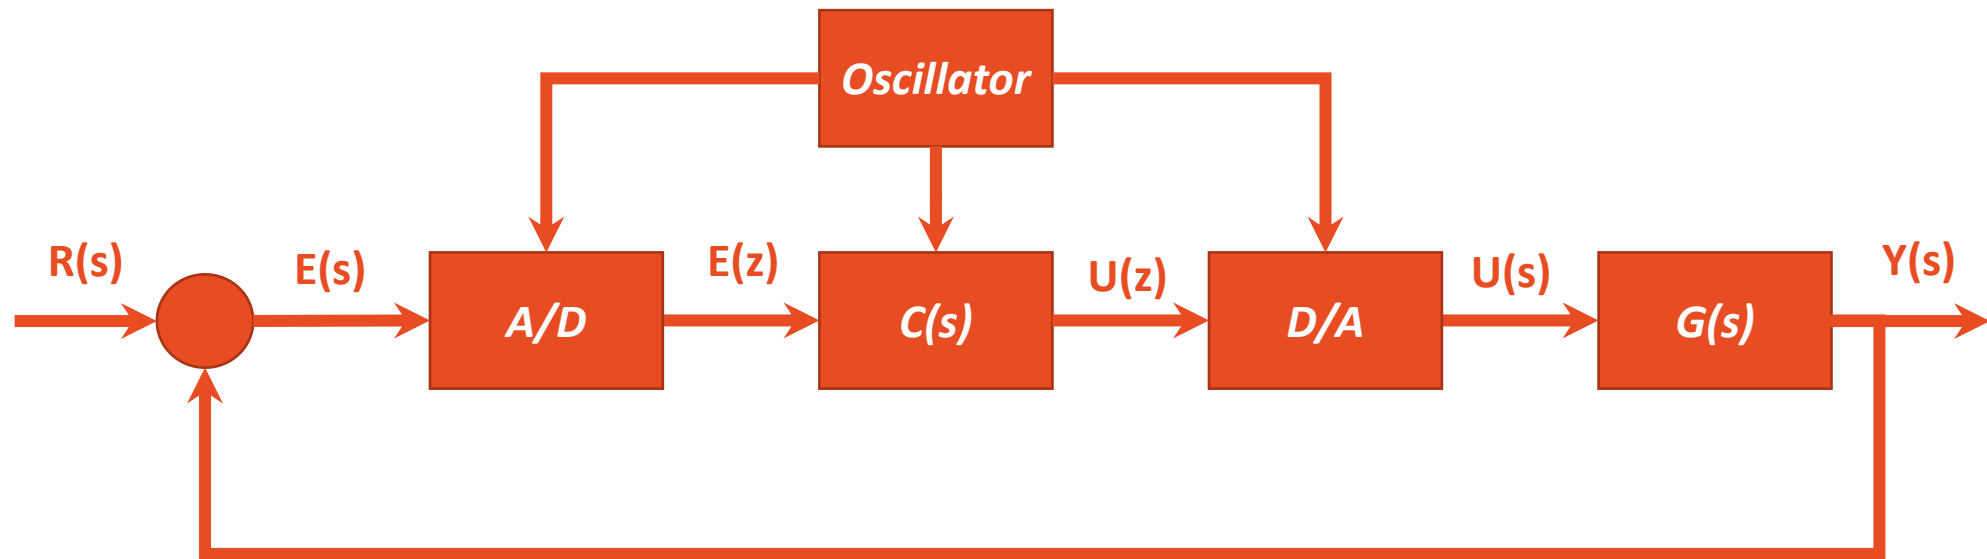 Oscillator
R(s)
E(s)
A/D
E(z)
C(s)
U(z)
D/A
U(s)
G(s)
Y(s)